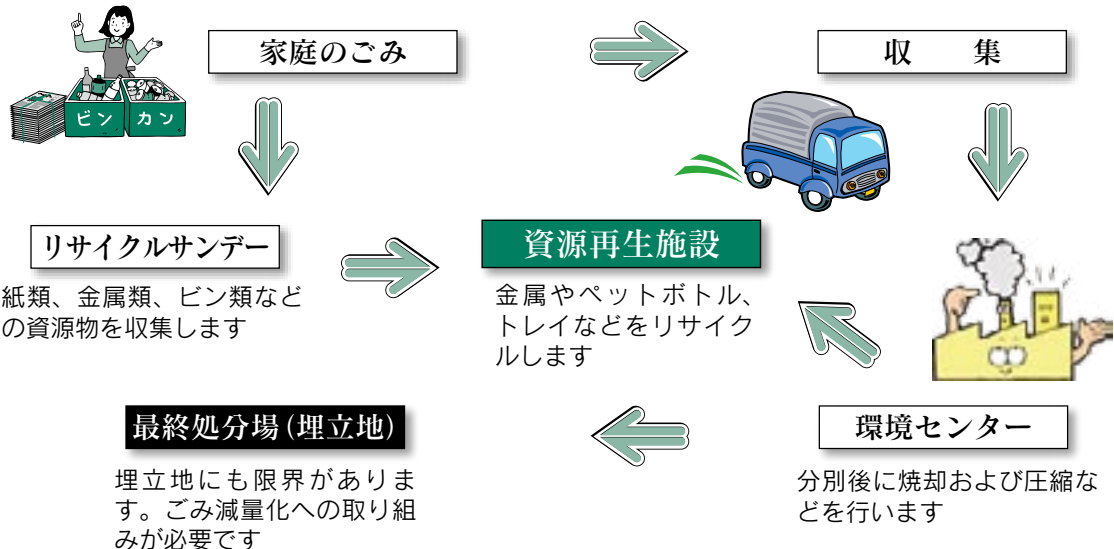 家庭のごみ
収　集
ビン
カン
リサイクルサンデー
紙類、金属類、ビン類など
の資源物を収集します
資源再生施設
金属やペットボトル、
トレイなどをリサイク
ルします
最終処分場(埋立地)
埋立地にも限界がありま
す。ごみ減量化への取り組
みが必要です
環境センター
分別後に焼却および圧縮な
どを行います